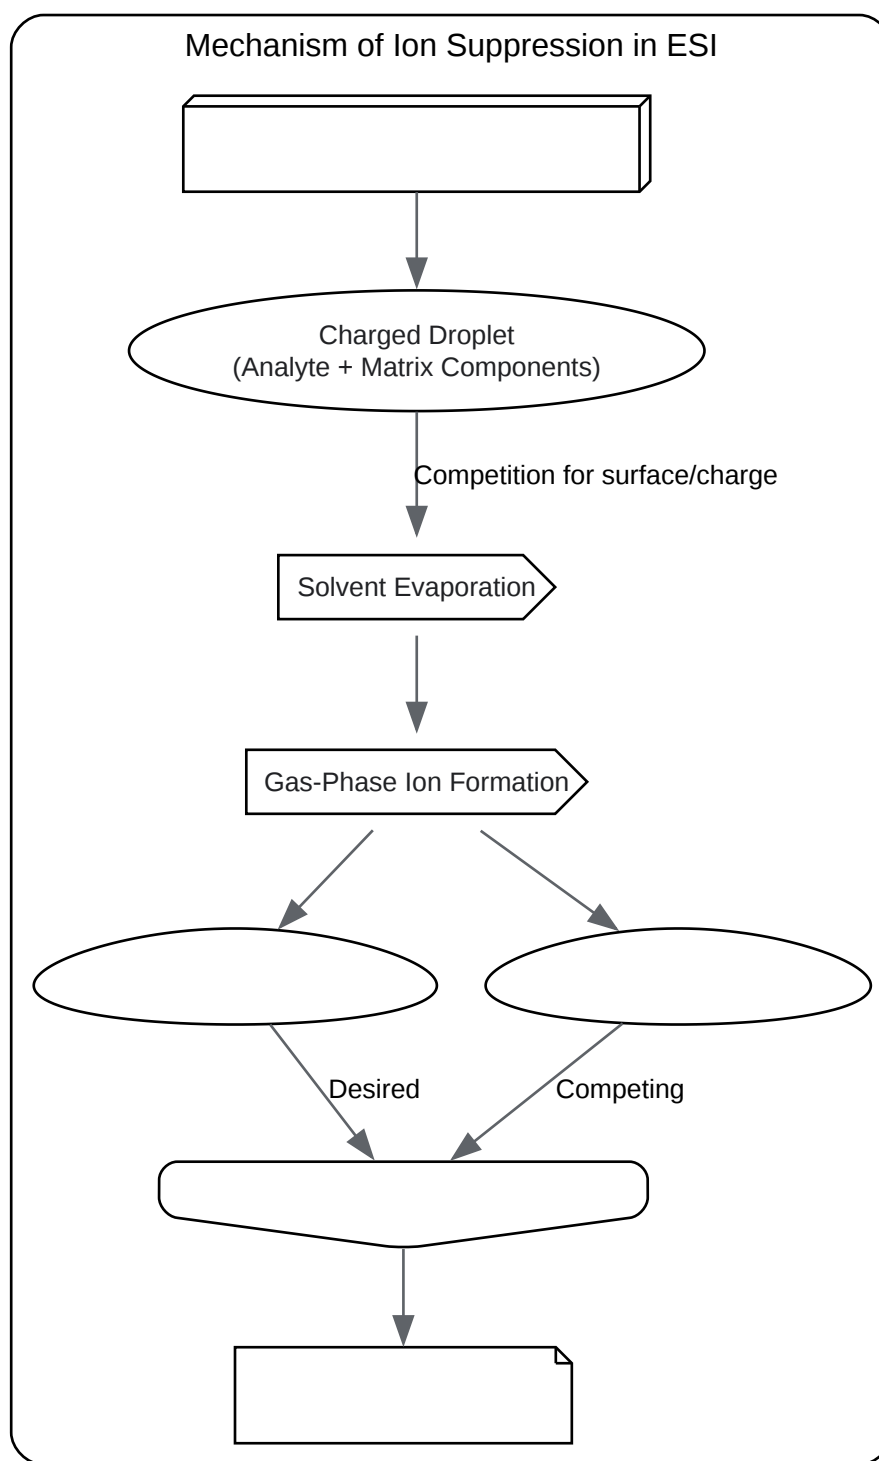 Mechanism of Ion Suppression in ESI
Charged Droplet
(Analyte + Matrix Components)
Competition for surface/charge
Solvent Evaporation
Gas-Phase Ion Formation
Desired
Competing